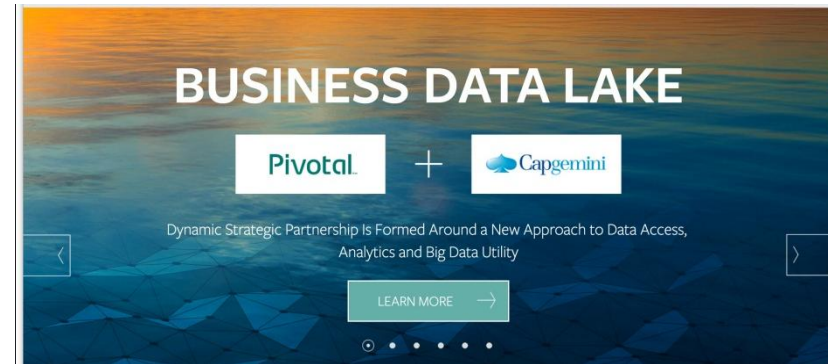 BUSINESS DATA LAKE
Pivotal + Capgemini
Dynamic Strategic Partnership Is Formed Around a New Approach to Data Access,
Analytics and Big Data Utility
LEARN MORE